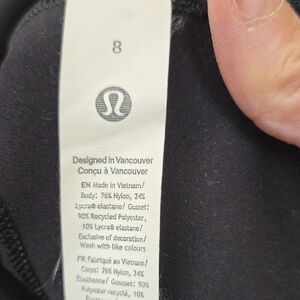 8
Designed in Vancouver
Conçu à Vancouver
EN Made in Vietnam/
Body: 76% Nylon, 24%
Lycra® elastane/ Gusset:
90% Recycled Polyester,
10% Lycra® elastane/
Exclusive of decoration/
Wash with like colours
FR Fabriqué au Vietnam/
Corps: 76% Nylon, 24%
Élasthanne/ Gousset: 90%
Polyester recyclé, 10%